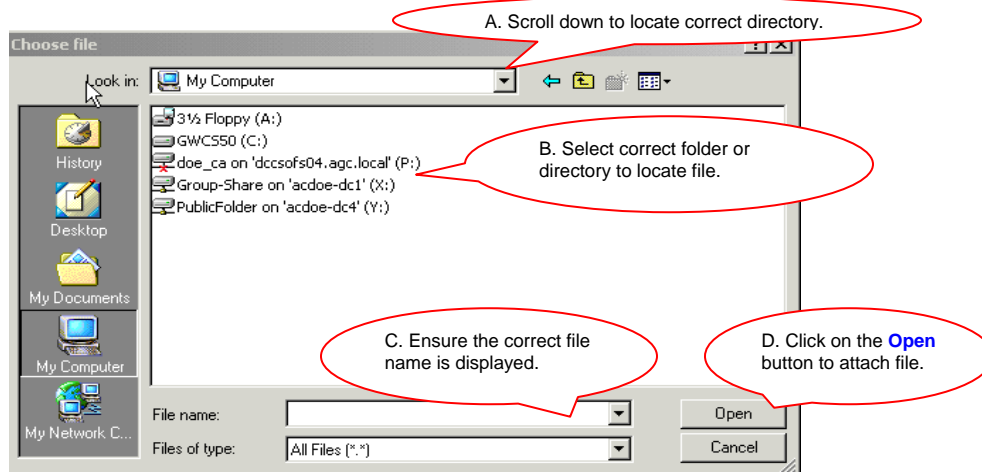 A. Scroll down to locate correct directory.
Choose file
Look in:
My Computer
3½ Floppy (A:)
GWCS50 (C:)
doe_ca on 'dccsofs04.agc.local' (P:)
Group-Share on 'acdoe-dc1' (X:)
PublicFolder on 'acdoe-dc4' (Y:)
B. Select correct folder or
directory to locate file.
History
Desktop
My Documents
My Computer
My Network C...
C. Ensure the correct file
name is displayed.
D. Click on the Open
button to attach file.
File name:
Open
Files of type:
All Files (*.*)
Cancel